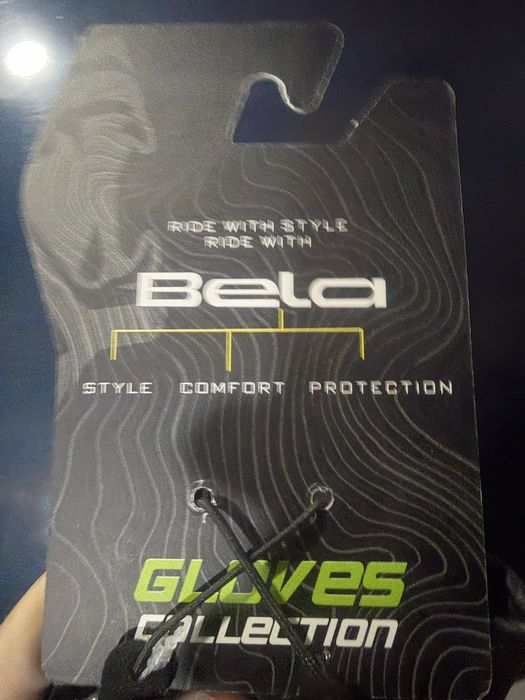 RIDE WITH STYLE
RIDE WITH
Bela
STYLE COMFORT PROTECTION
GLOVES
COLLECTION